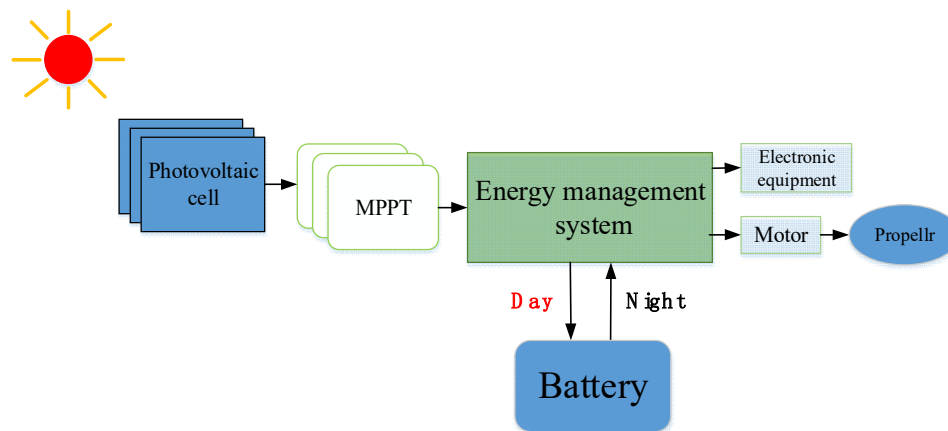 Photovoltaic
cell
MPPT
Energy management
system
Electronic
equipment
Motor
Propellr
Day
Night
Battery